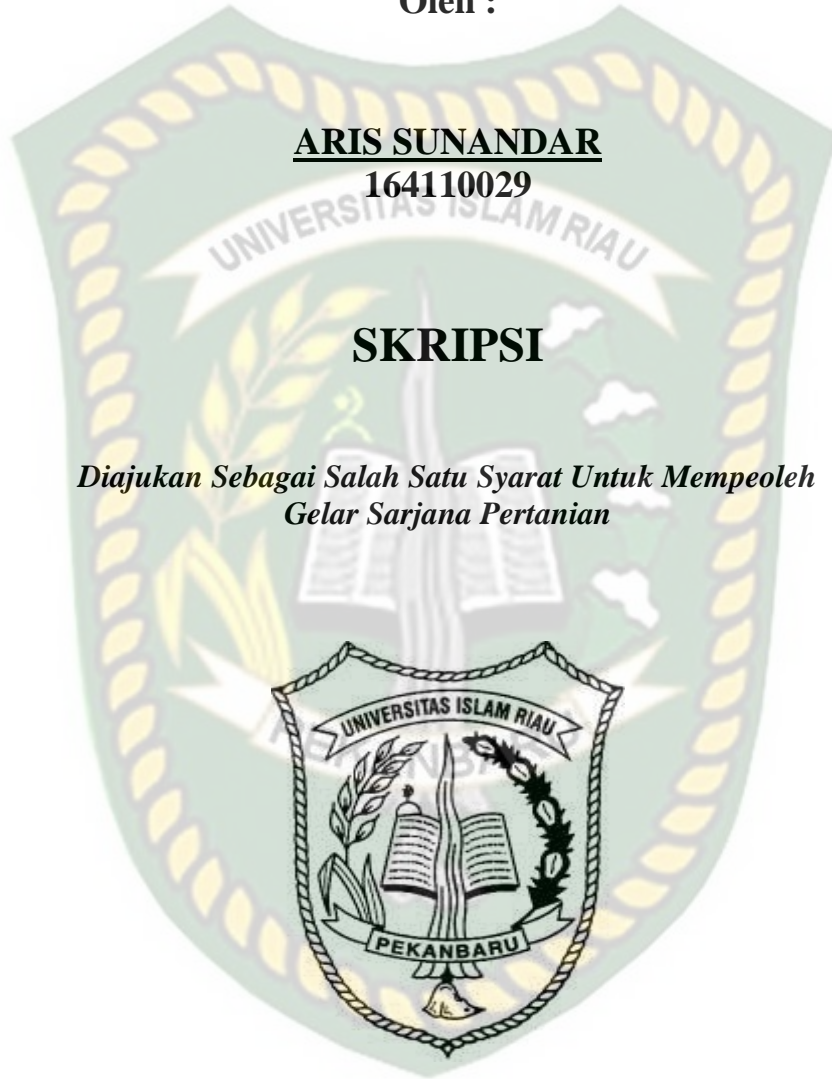 Oleh :
ARIS SUNANDAR
164110029
UNIVERSITAS ISLAM RIAU
SKRIPSI
Diajukan Sebagai Salah Satu Syarat Untuk Mempeoleh
Gelar Sarjana Pertanian
UNIVERSITAS ISLAM RIAU
PEKANBARU
PEKANBARU